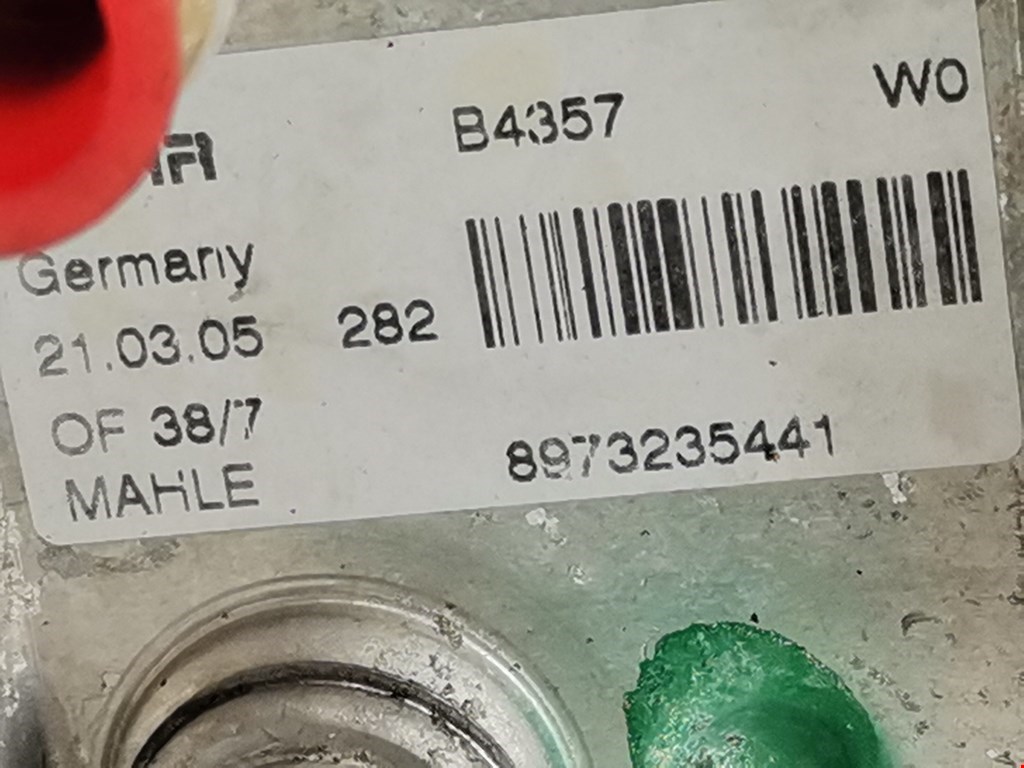 B4357 W0
Germany
21.03.05 282
OF 38/7
MAHLE 8973235441